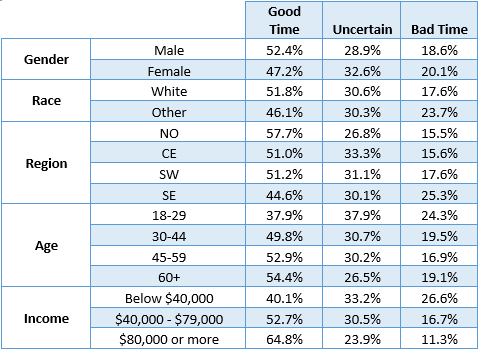 Good Time Uncertain Bad Time
Gender Male 52.4% 28.9% 18.6%
Female 47.2% 32.6% 20.1%
Race White 51.8% 30.6% 17.6%
Other 46.1% 30.3% 23.7%
Region NO 57.7% 26.8% 15.5%
CE 51.0% 33.3% 15.6%
SW 51.2% 31.1% 17.6%
SE 44.6% 30.1% 25.3%
Age 18-29 37.9% 37.9% 24.3%
30-44 49.8% 30.7% 19.5%
45-59 52.9% 30.2% 16.9%
60+ 54.4% 26.5% 19.1%
Income Below $40,000 40.1% 33.2% 26.6%
$40,000 - $79,000 52.7% 30.5% 16.7%
$80,000 or more 64.8% 23.9% 11.3%